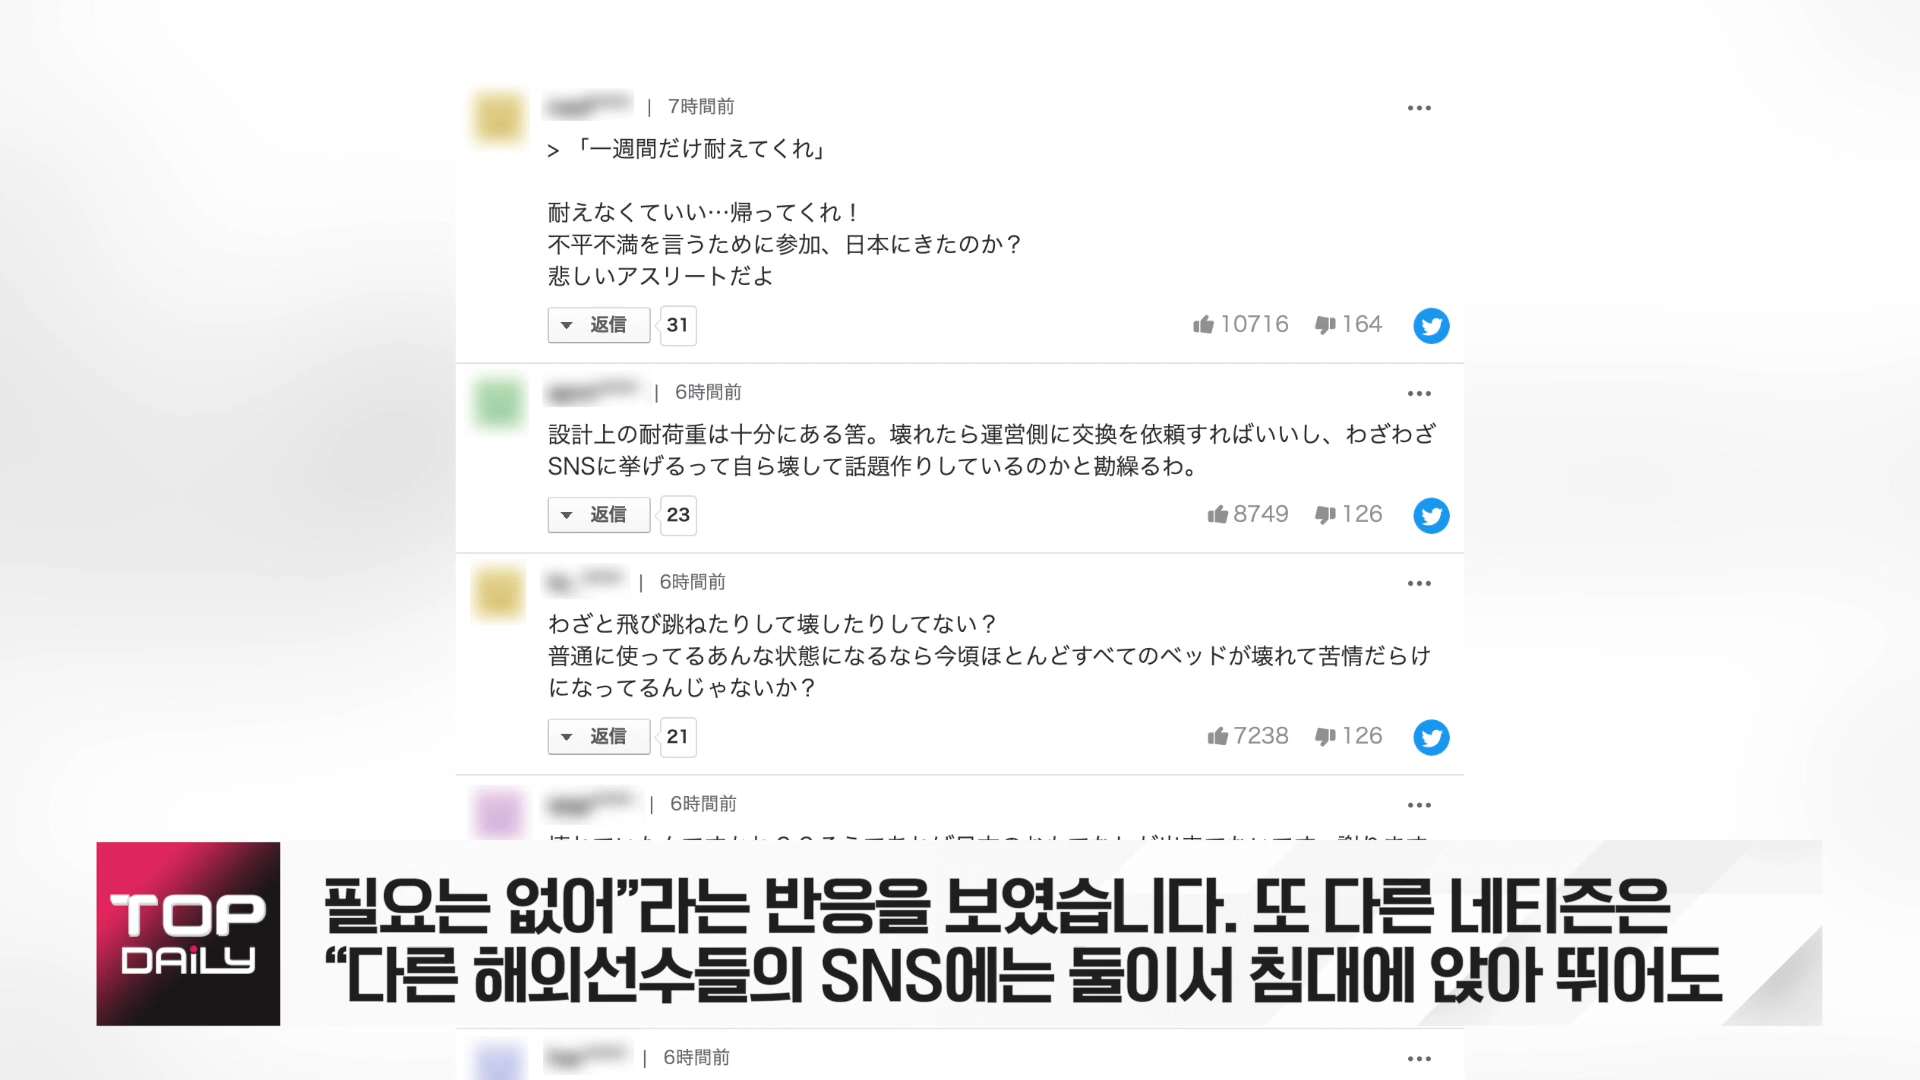 7時間前
> 「一週間だけ耐えてくれ」
耐えなくていい…帰ってくれ！
不平不満を言うために参加、日本にきたのか？
悲しいアスリートだよ
返信 31 10716 164
6時間前
設計上の耐荷重は十分にある筈。壊れたら運営側に交換を依頼すればいいし、わざわざ
SNSに挙げるって自ら壊して話題作りしているのかと勘繰るわ。
返信 23 8749 126
6時間前
わざと飛び跳ねたりして壊したりしてない？
普通に使ってるあんな状態になるなら今頃ほとんどすべてのベッドが壊れて苦情だらけ
になってるんじゃないか？
返信 21 7238 126
6時間前
TOP
DAiLY
필요는 없어”라는 반응을 보였습니다. 또 다른 네티즌은
“다른 해외선수들의 SNS에는 둘이서 침대에 앉아 뛰어도
6時間前